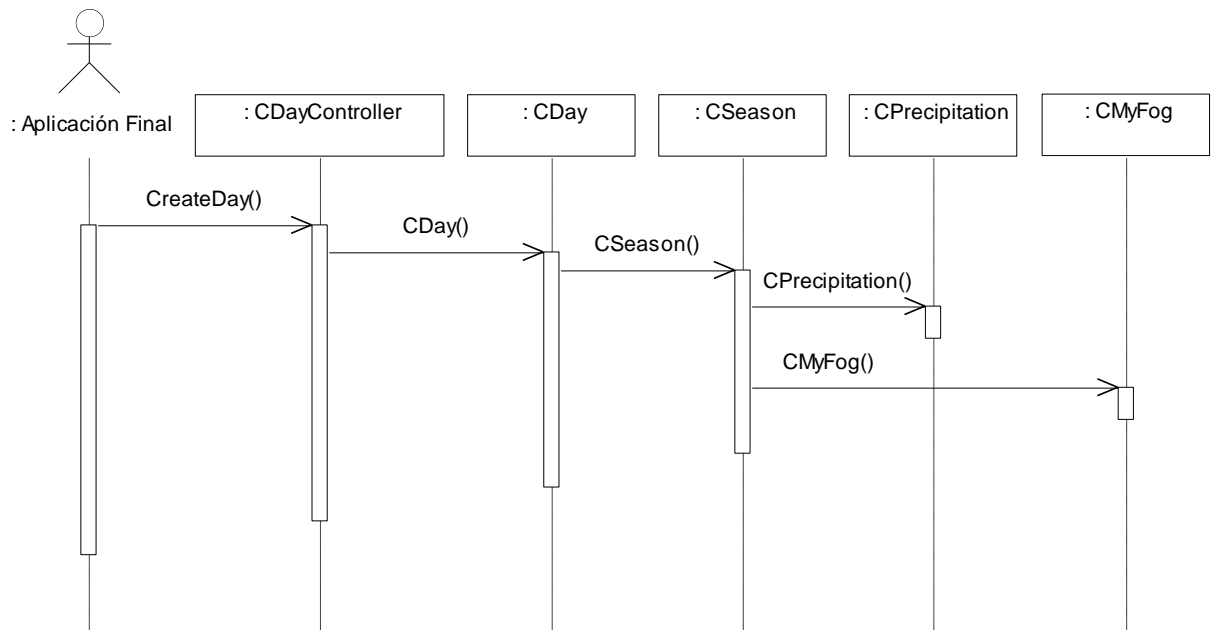 : Aplicación Final
: CDayController
: CDay
: CSeason
: CPrecipitation
: CMyFog
CreateDay()
CDay()
CSeason()
CPrecipitation()
CMyFog()